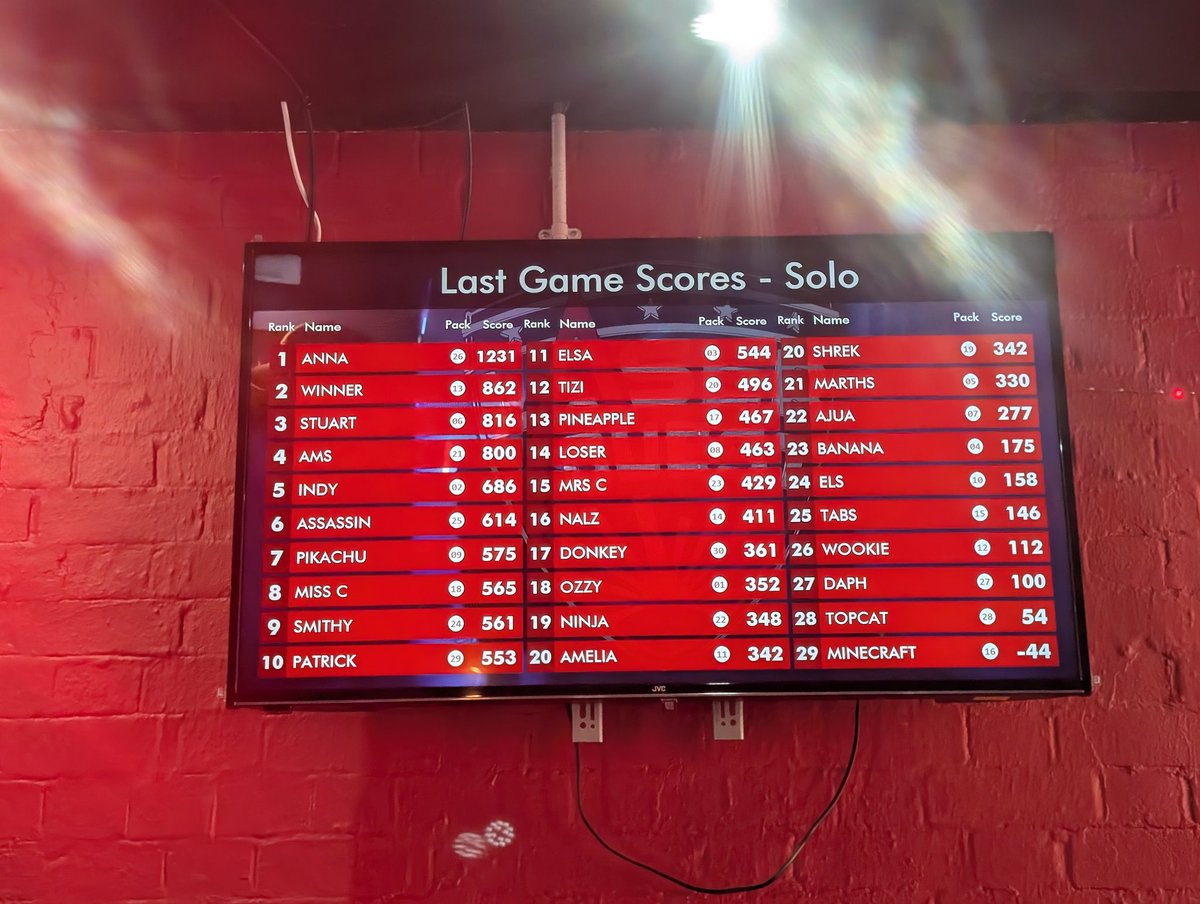 Last Game Scores - Solo
Rank Name Pack Score Rank Name Pack Score Rank Name Pack Score
1 ANNA 26 1231 11 ELSA 03 544 20 SHREK 19 342
2 WINNER 13 862 12 TIZI 20 496 21 MARTHS 05 330
3 STUART 06 816 13 PINEAPPLE 17 467 22 AJUA 07 277
4 AMS 21 800 14 LOSER 08 463 23 BANANA 04 175
5 INDY 02 686 15 MRS C 23 429 24 ELS 10 158
6 ASSASSIN 25 614 16 NALZ 14 411 25 TABS 15 146
7 PIKACHU 09 575 17 DONKEY 30 361 26 WOOKIE 12 112
8 MISS C 18 565 18 OZZY 01 352 27 DAPH 27 100
9 SMITHY 24 561 19 NINJA 22 348 28 TOPCAT 28 54
10 PATRICK 29 553 20 AMELIA 11 342 29 MINECRAFT 16 -44
JVC